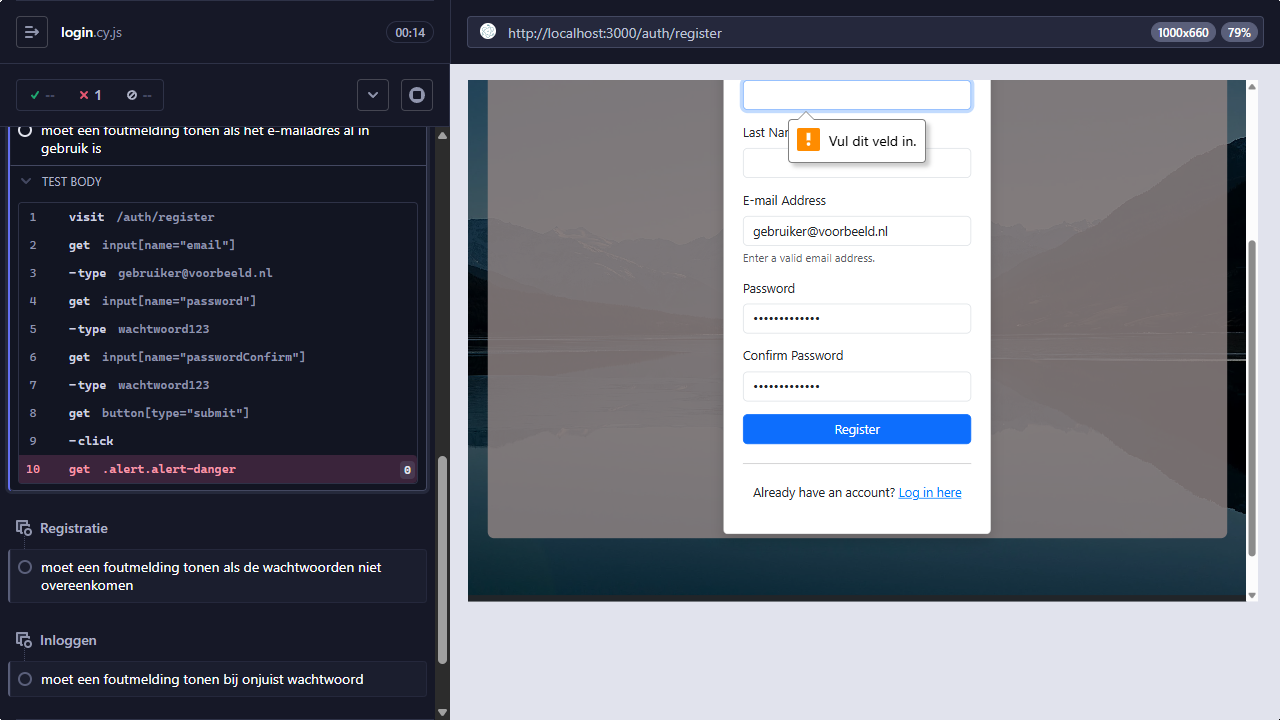 login.cy.js
00:14
http://localhost:3000/auth/register
1000x660
79%
--
1
--
moet een foutmelding tonen als het e-mailadres al in
gebruik is
TEST BODY
1 visit /auth/register
2 get input[name="email"]
3 -type gebruiker@voorbeeld.nl
4 get input[name="password"]
5 -type wachtwoord123
6 get input[name="passwordConfirm"]
7 -type wachtwoord123
8 get button[type="submit"]
9 -click
10 get .alert.alert-danger 0
Registratie
moet een foutmelding tonen als de wachtwoorden niet
overeenkomen
Inloggen
moet een foutmelding tonen bij onjuist wachtwoord
Last Nam
Vul dit veld in.
E-mail Address
gebruiker@voorbeeld.nl
Enter a valid email address.
Password
•••••••••••••
Confirm Password
•••••••••••••
Register
Already have an account? Log in here